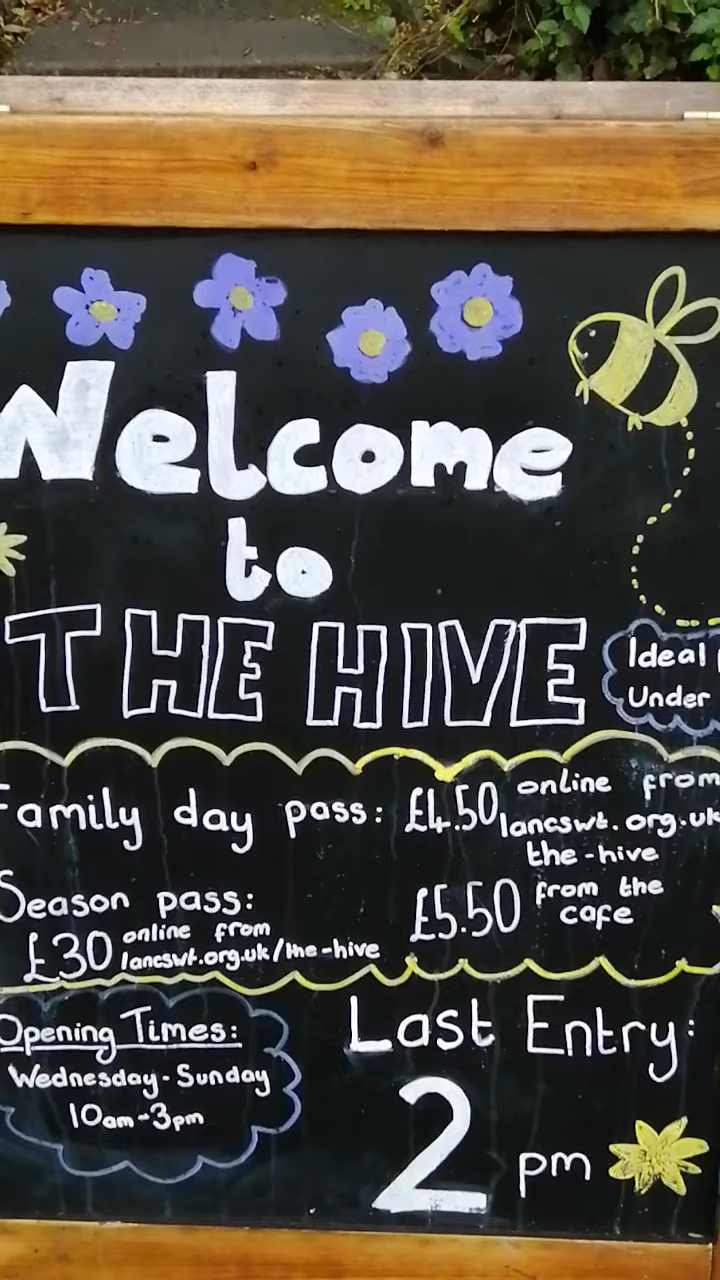 Welcome
to
THE HIVE
Ideal
Under
Family day pass: £4.50 online from
lancswt.org.uk
the-hive
Season pass: £5.50 from the
cafe
£30 online from
lancswt.org.uk/the-hive
Opening Times:
Wednesday-Sunday
10am-3pm
Last Entry:
2 pm